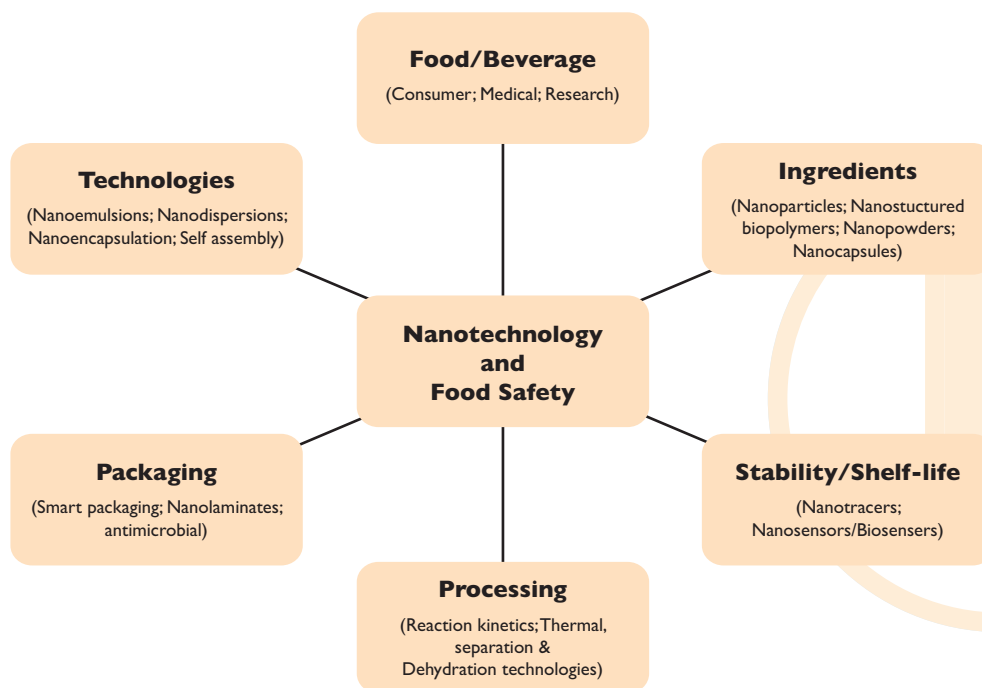 Food/Beverage
(Consumer; Medical; Research)
Technologies
(Nanoemulsions; Nanodispersions;
Nanoencapsulation; Self assembly)
Ingredients
(Nanoparticles; Nanostuctured
biopolymers; Nanopowders;
Nanocapsules)
Nanotechnology
and
Food Safety
Packaging
(Smart packaging; Nanolaminates;
antimicrobial)
Stability/Shelf-life
(Nanotracers;
Nanosensors/Biosensers)
Processing
(Reaction kinetics; Thermal,
separation &
Dehydration technologies)